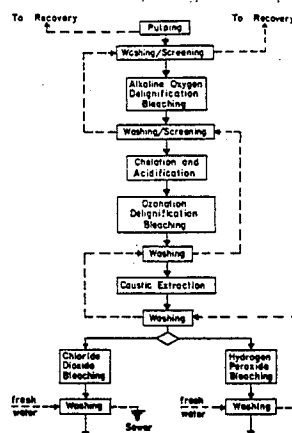 To Recovery
To Recovery
Pulping
Washing/Screening
Alkaline Oxygen
Delignification
Bleaching
Washing/Screening
Chelation and
Acidification
Ozonation
Delignification
Bleaching
Washing
Caustic Extraction
Washing
Chloride
Dioxide
Bleaching
Hydrogen
Peroxide
Bleaching
fresh
water
Washing
Sewer
fresh
water
Washing